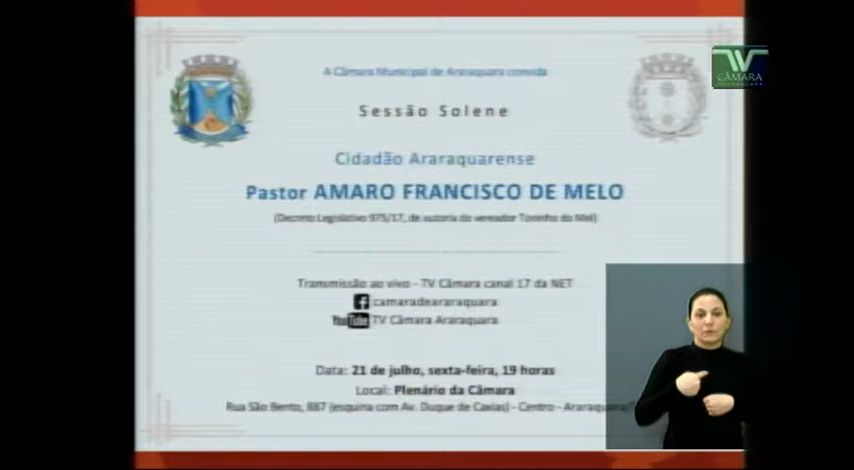 A Câmara Municipal de Araraquara convida
Sessão Solene
Cidadão Araraquarense
Pastor AMARO FRANCISCO DE MELO
(Decreto Legislativo 975/17, de autoria do vereador Toninho do Mel)
Transmissão ao vivo - TV Câmara canal 17 da NET
f camaradeararaquara
YouTube TV Câmara Araraquara
Data: 21 de julho, sexta-feira, 19 horas
Local: Plenário da Câmara
Rua São Bento, 887 (esquina com Av. Duque de Caxias) - Centro - Araraquara
TV
CÂMARA